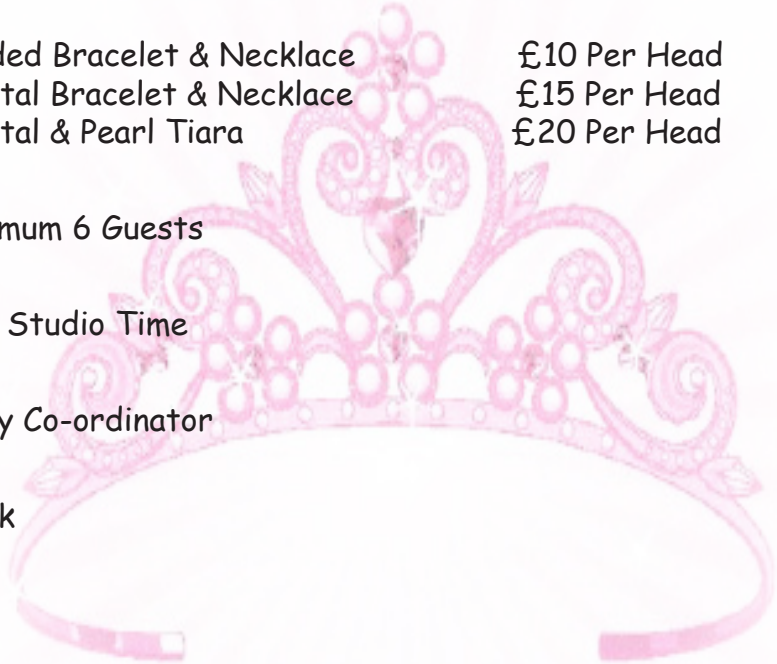 ded Bracelet & Necklace £10 Per Head
tal Bracelet & Necklace £15 Per Head
tal & Pearl Tiara £20 Per Head
mum 6 Guests
Studio Time
y Co-ordinator
k